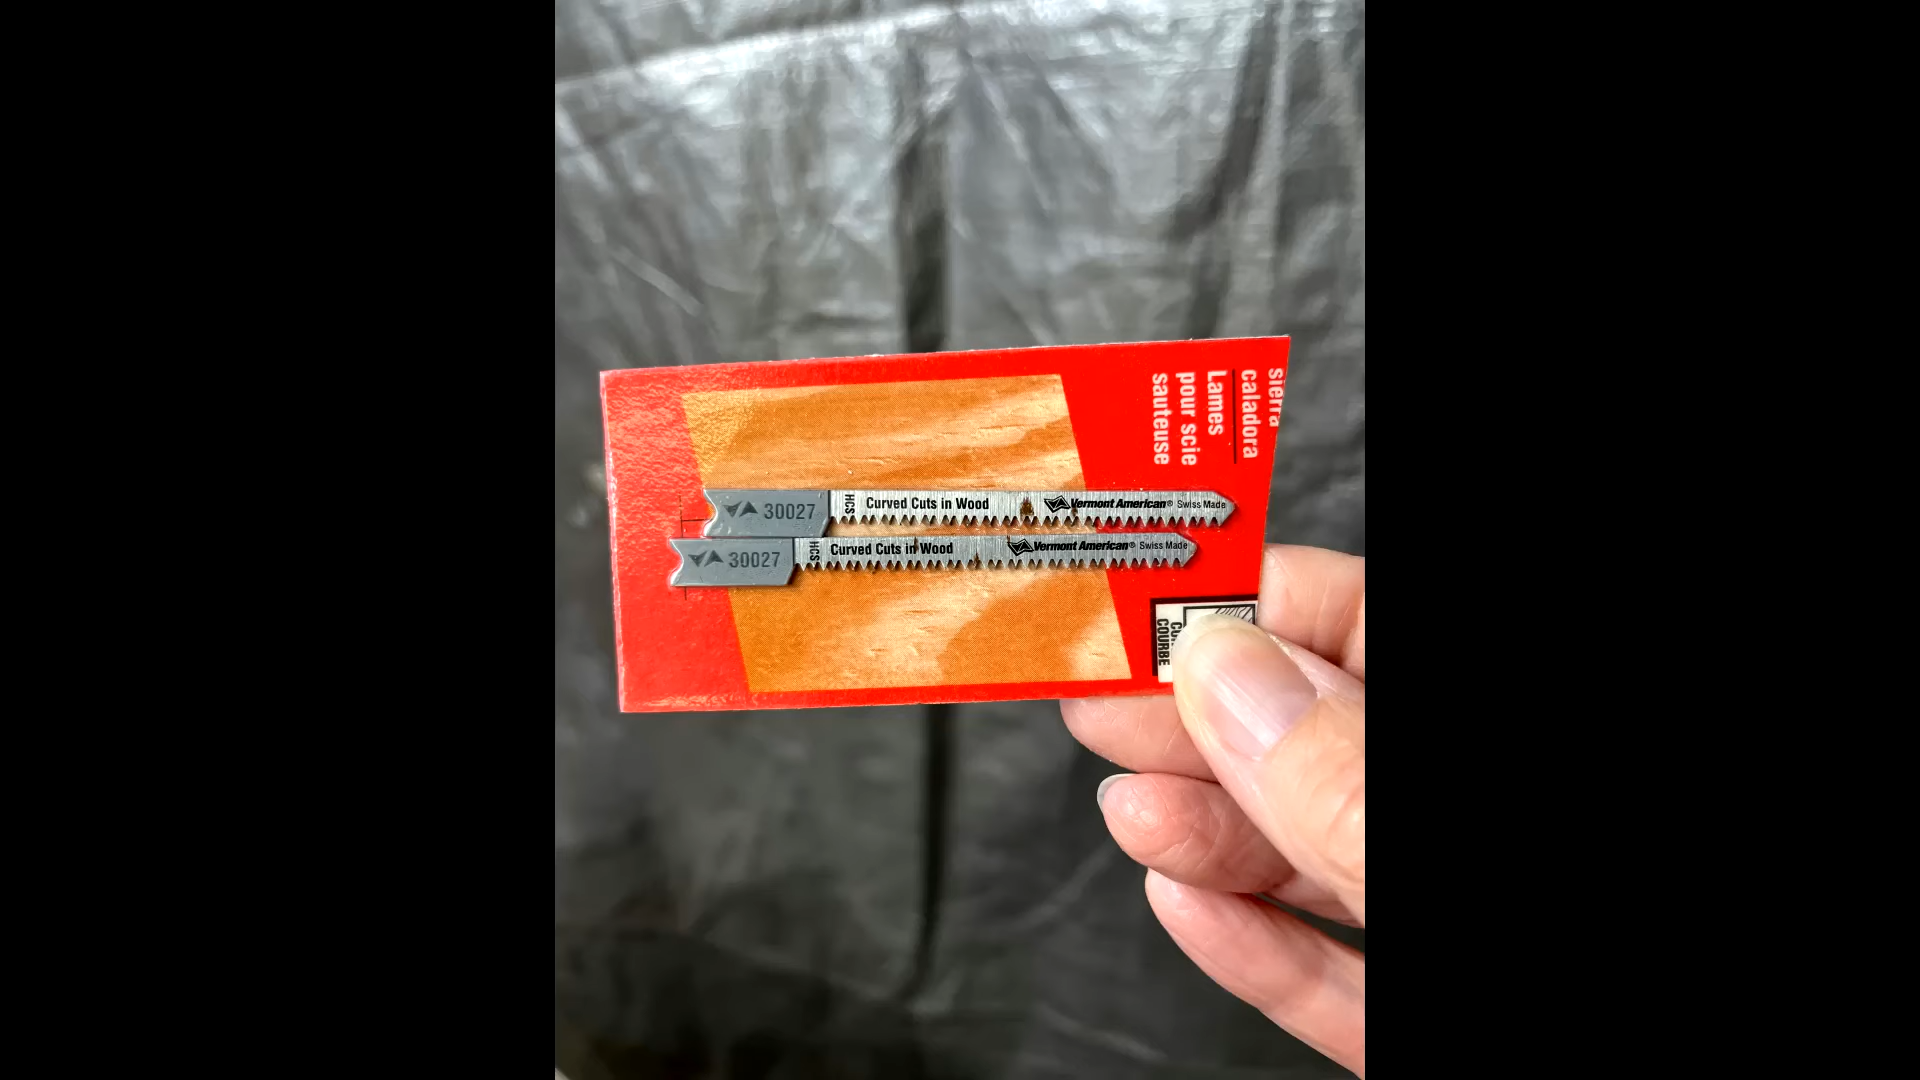 sierra
caladora
Lames
pour scie
sauteuse
30027 HCS Curved Cuts in Wood Vermont American® Swiss Made
30027 HCS Curved Cuts in Wood Vermont American® Swiss Made
COURBE